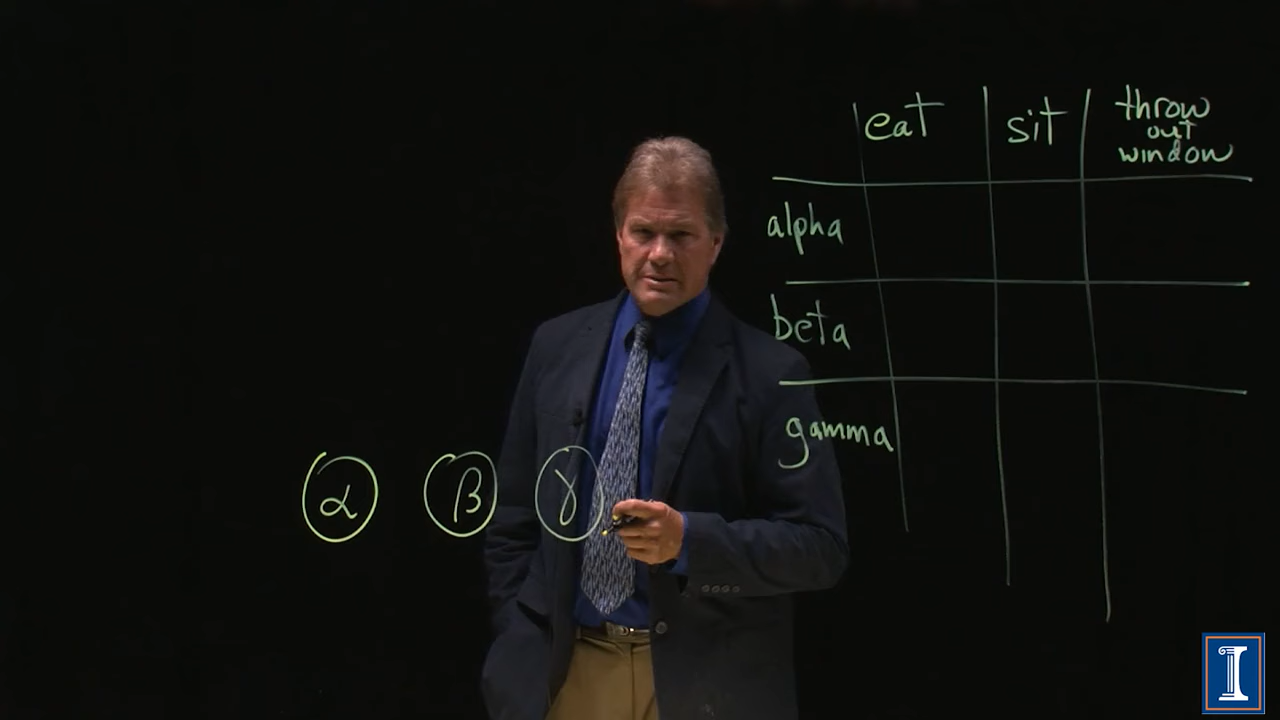 eat sit throw
out
window
alpha
beta
gamma
α β γ
I